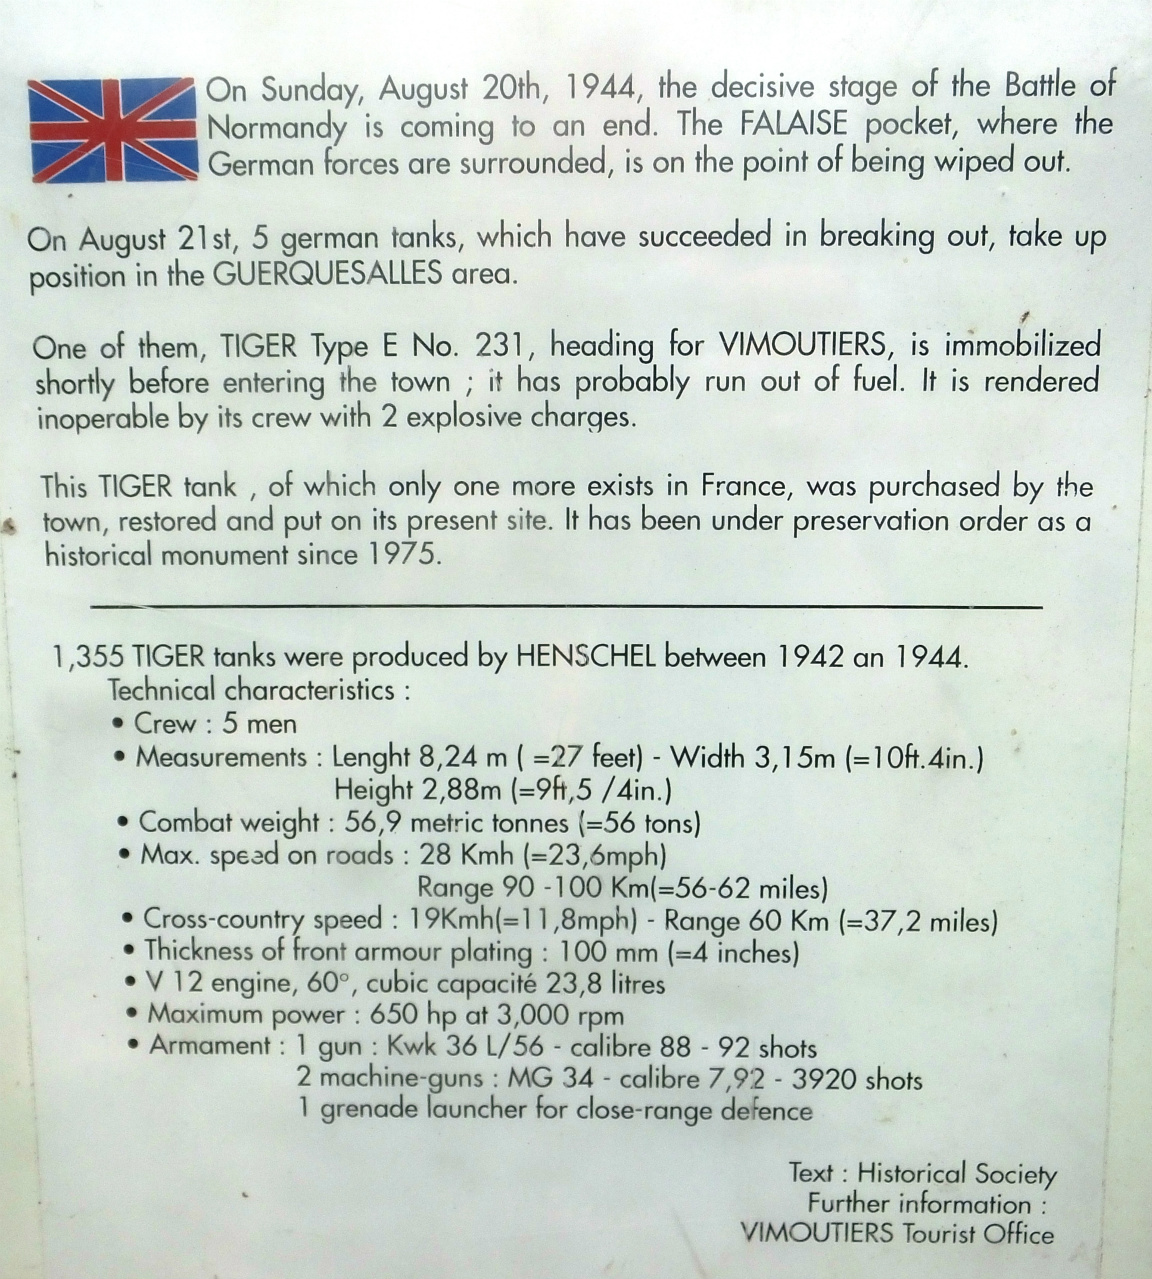 On Sunday, August 20th, 1944, the decisive stage of the Battle of
Normandy is coming to an end. The FALAISE pocket, where the
German forces are surrounded, is on the point of being wiped out.
On August 21st, 5 german tanks, which have succeeded in breaking out, take up
position in the GUERQUESALLES area.
One of them, TIGER Type E No. 231, heading for VIMOUTIERS, is immobilized
shortly before entering the town ; it has probably run out of fuel. It is rendered
inoperable by its crew with 2 explosive charges.
This TIGER tank , of which only one more exists in France, was purchased by the
town, restored and put on its present site. It has been under preservation order as a
historical monument since 1975.
1,355 TIGER tanks were produced by HENSCHEL between 1942 an 1944.
Technical characteristics :
• Crew : 5 men
• Measurements : Lenght 8,24 m ( =27 feet) - Width 3,15m (=10ft.4in.)
Height 2,88m (=9ft,5 /4in.)
• Combat weight : 56,9 metric tonnes (=56 tons)
• Max. speed on roads : 28 Kmh (=23,6mph)
Range 90 -100 Km(=56-62 miles)
• Cross-country speed : 19Kmh(=11,8mph) - Range 60 Km (=37,2 miles)
• Thickness of front armour plating : 100 mm (=4 inches)
• V 12 engine, 60°, cubic capacité 23,8 litres
• Maximum power : 650 hp at 3,000 rpm
• Armament : 1 gun : Kwk 36 L/56 - calibre 88 - 92 shots
2 machine-guns : MG 34 - calibre 7,92 - 3920 shots
1 grenade launcher for close-range defence
Text : Historical Society
Further information :
VIMOUTIERS Tourist Office